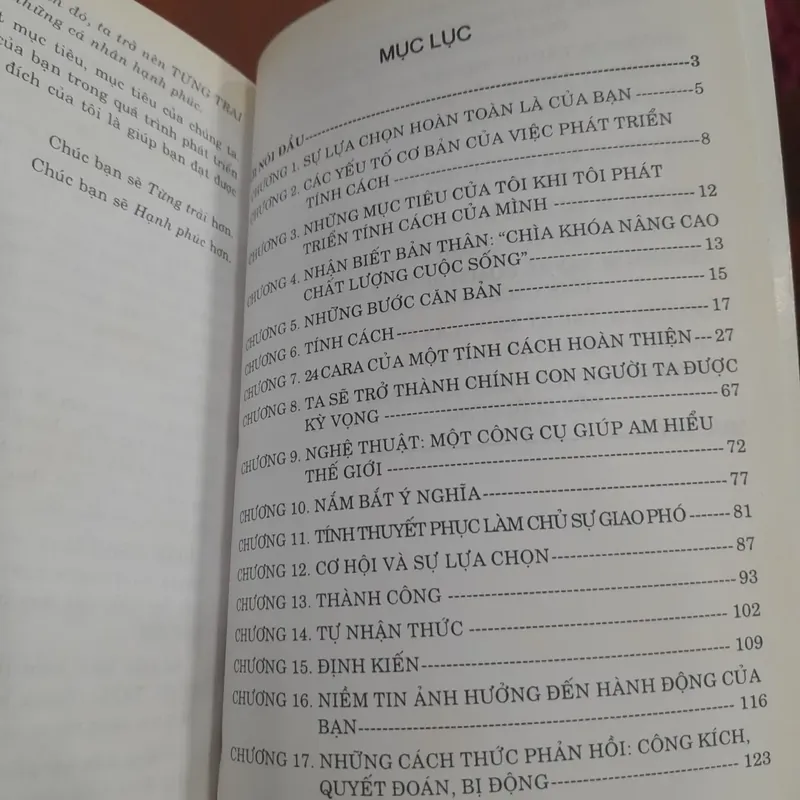 đó, ta trở nên TỪNG TRẢI
những cá nhân hạnh phúc.
mục tiêu, mục tiêu của chúng ta
của bạn trong quá trình phát triển
đích của tôi là giúp bạn đạt được
Chúc bạn sẽ Từng trải hơn.
Chúc bạn sẽ Hạnh phúc hơn.
MỤC LỤC
NÓI ĐẦU 3
CHƯƠNG 1. SỰ LỰA CHỌN HOÀN TOÀN LÀ CỦA BẠN 5
CHƯƠNG 2. CÁC YẾU TỐ CƠ BẢN CỦA VIỆC PHÁT TRIỂN
TÍNH CÁCH 8
CHƯƠNG 3. NHỮNG MỤC TIÊU CỦA TÔI KHI TÔI PHÁT
TRIỂN TÍNH CÁCH CỦA MÌNH 12
CHƯƠNG 4. NHẬN BIẾT BẢN THÂN: “CHÌA KHÓA NÂNG CAO
CHẤT LƯỢNG CUỘC SỐNG” 13
CHƯƠNG 5. NHỮNG BƯỚC CĂN BẢN 15
CHƯƠNG 6. TÍNH CÁCH 17
CHƯƠNG 7. 24 CARA CỦA MỘT TÍNH CÁCH HOÀN THIỆN 27
CHƯƠNG 8. TA SẼ TRỞ THÀNH CHÍNH CON NGƯỜI TA ĐƯỢC
KỲ VỌNG 67
CHƯƠNG 9. NGHỆ THUẬT: MỘT CÔNG CỤ GIÚP AM HIỂU
THẾ GIỚI 72
CHƯƠNG 10. NẮM BẮT Ý NGHĨA 77
CHƯƠNG 11. TÍNH THUYẾT PHỤC LÀM CHỦ SỰ GIAO PHÓ 81
CHƯƠNG 12. CƠ HỘI VÀ SỰ LỰA CHỌN 87
CHƯƠNG 13. THÀNH CÔNG 93
CHƯƠNG 14. TỰ NHẬN THỨC 102
CHƯƠNG 15. ĐỊNH KIẾN 109
CHƯƠNG 16. NIỀM TIN ẢNH HƯỞNG ĐẾN HÀNH ĐỘNG CỦA
BẠN 116
CHƯƠNG 17. NHỮNG CÁCH THỨC PHẢN HỒI: CÔNG KÍCH,
QUYẾT ĐOÁN, BỊ ĐỘNG 123